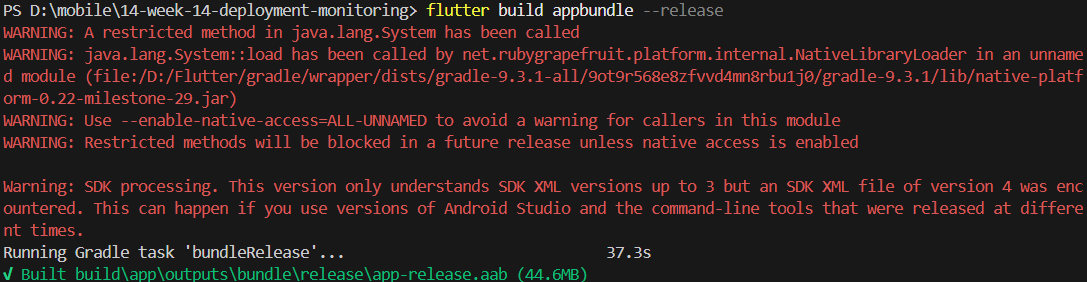 PS D:\mobile\14-week-14-deployment-monitoring> flutter build appbundle --release
WARNING: A restricted method in java.lang.System has been called
WARNING: java.lang.System::load has been called by net.rubygrapefruit.platform.internal.NativeLibraryLoader in an unname
d module (file:/D:/Flutter/gradle/wrapper/dists/gradle-9.3.1-all/9ot9r568e8zfvvd4mn8rbu1j0/gradle-9.3.1/lib/native-platf
orm-0.22-milestone-29.jar)
WARNING: Use --enable-native-access=ALL-UNNAMED to avoid a warning for callers in this module
WARNING: Restricted methods will be blocked in a future release unless native access is enabled

Warning: SDK processing. This version only understands SDK XML versions up to 3 but an SDK XML file of version 4 was enc
ountered. This can happen if you use versions of Android Studio and the command-line tools that were released at differe
nt times.
Running Gradle task 'bundleRelease'... 37.3s
√ Built build\app\outputs\bundle\release\app-release.aab (44.6MB)